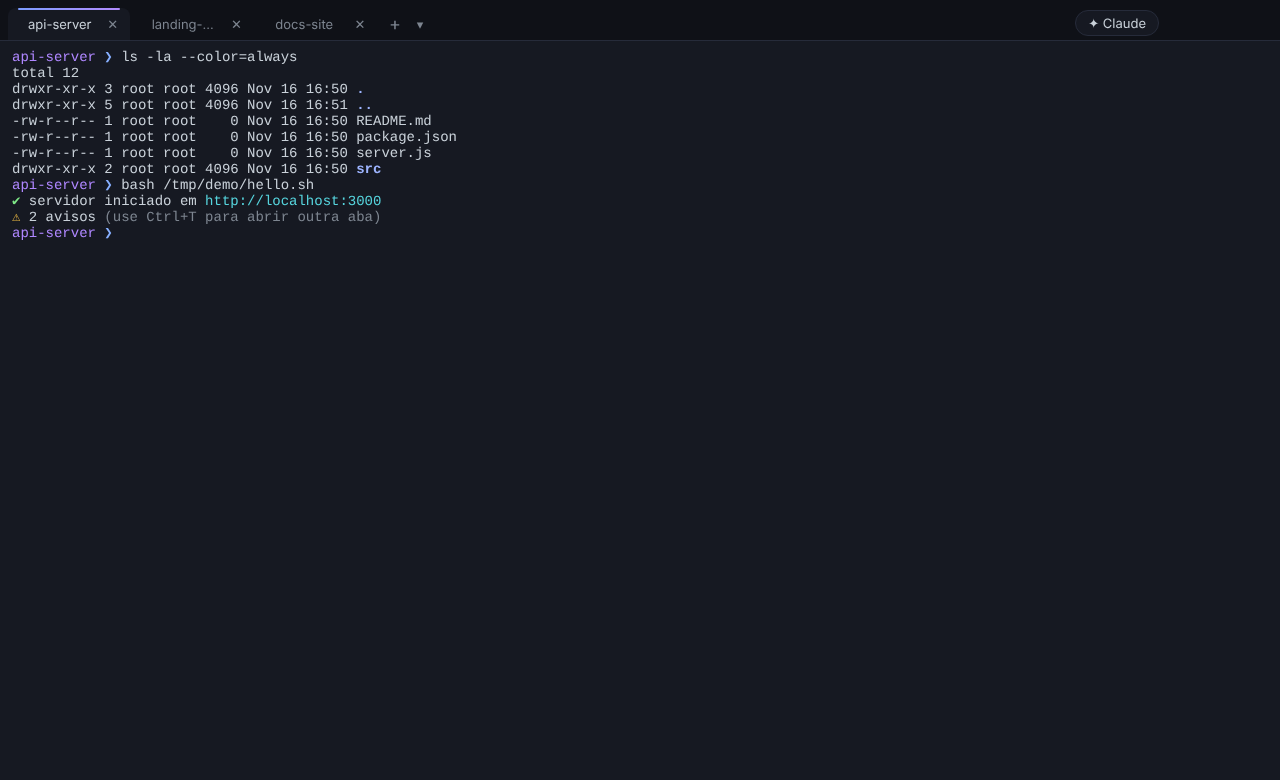 api-server ✕ landing-... ✕ docs-site ✕ + ▾ ✦ Claude
api-server ❯ ls -la --color=always
total 12
drwxr-xr-x 3 root root 4096 Nov 16 16:50 .
drwxr-xr-x 5 root root 4096 Nov 16 16:51 ..
-rw-r--r-- 1 root root    0 Nov 16 16:50 README.md
-rw-r--r-- 1 root root    0 Nov 16 16:50 package.json
-rw-r--r-- 1 root root    0 Nov 16 16:50 server.js
drwxr-xr-x 2 root root 4096 Nov 16 16:50 src
api-server ❯ bash /tmp/demo/hello.sh
✔ servidor iniciado em http://localhost:3000
⚠ 2 avisos (use Ctrl+T para abrir outra aba)
api-server ❯